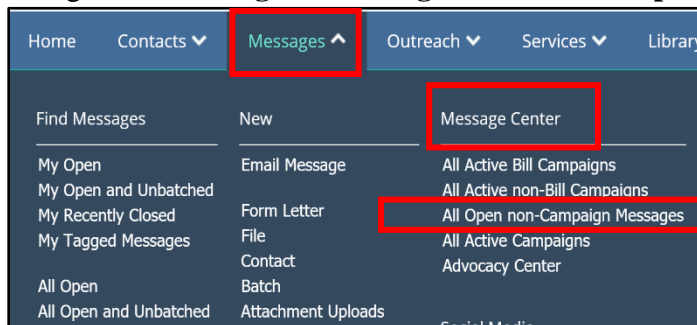 Home Contacts Messages Outreach Services Library
Find Messages
My Open
My Open and Unbatched
My Recently Closed
My Tagged Messages
All Open
All Open and Unbatched
New
Email Message
Form Letter
File
Contact
Batch
Attachment Uploads
Message Center
All Active Bill Campaigns
All Active non-Bill Campaigns
All Open non-Campaign Messages
All Active Campaigns
Advocacy Center
Social Media